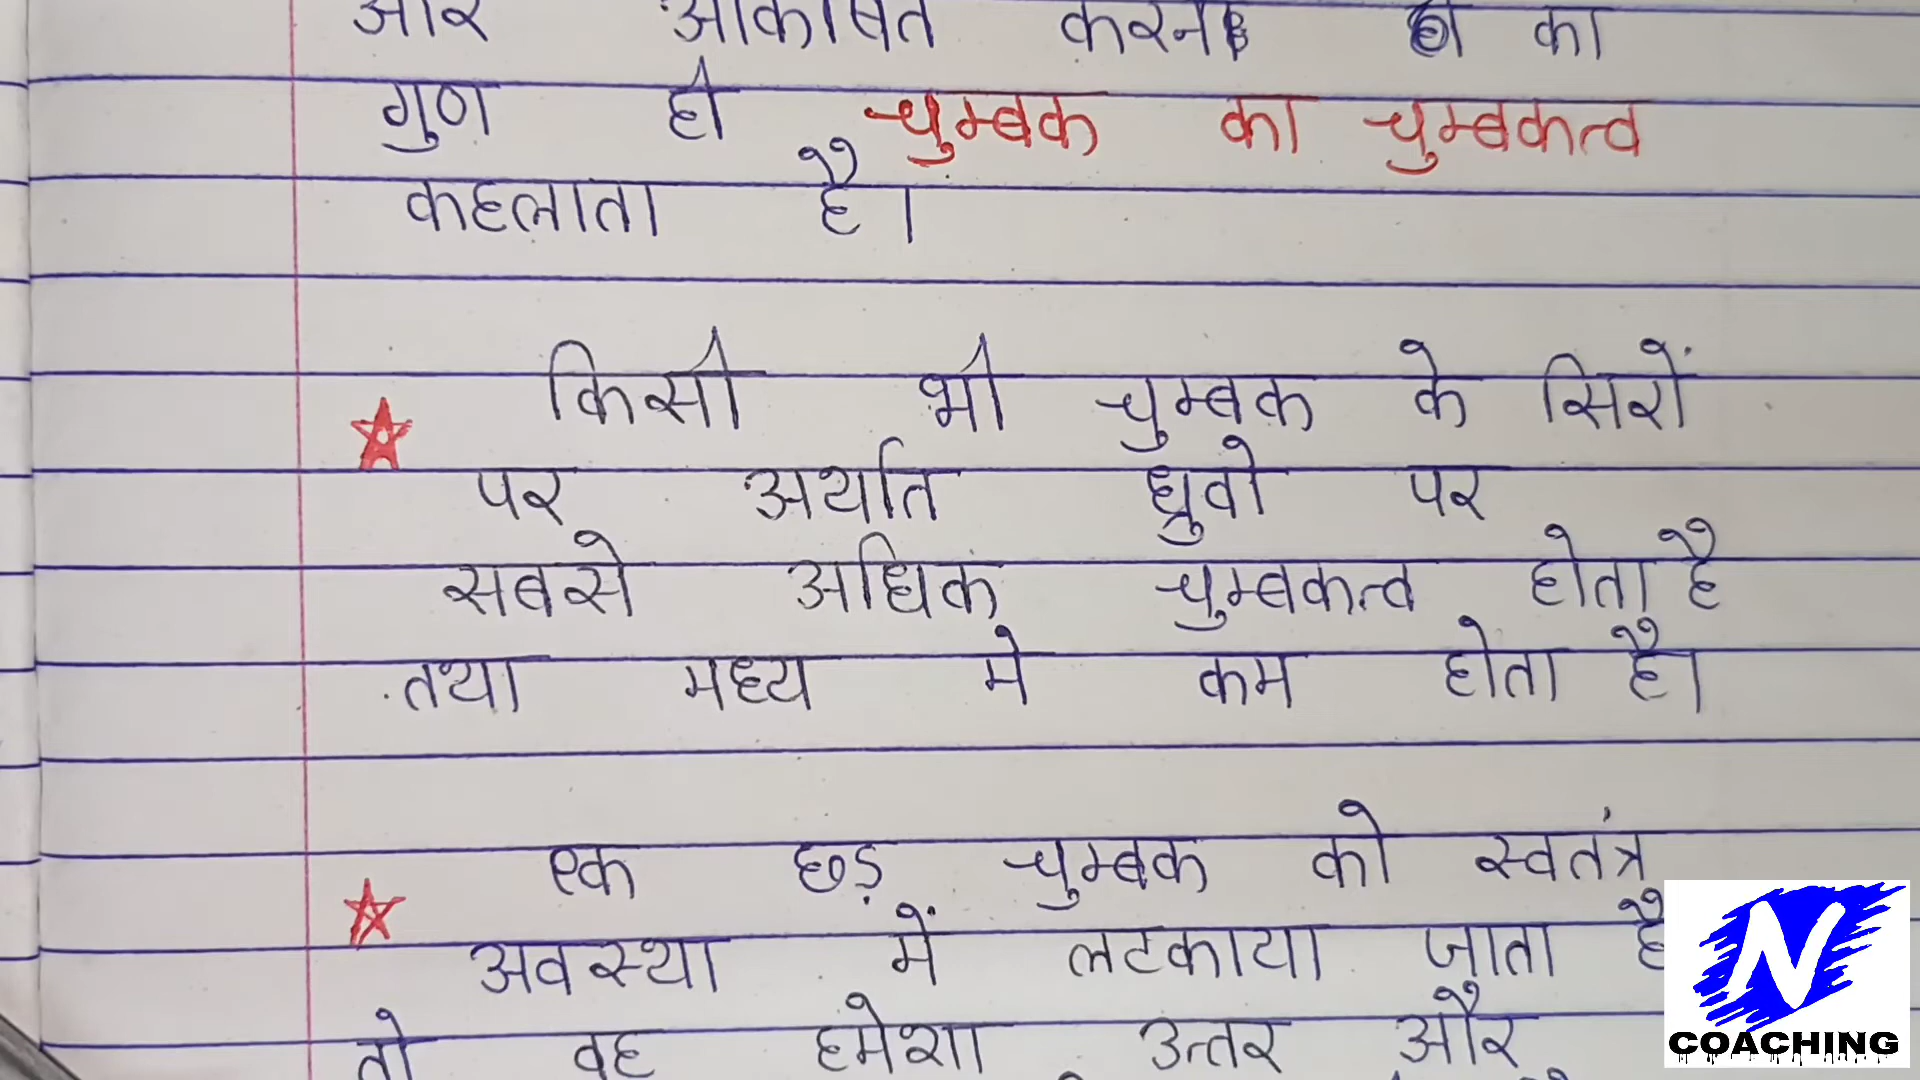 और आकर्षित करने का
गुण ही चुम्बक का चुम्बकत्व
कहलाता है।
किसी भी चुम्बक के सिरों
पर अर्थात ध्रुवो पर
सबसे अधिक चुम्बकत्व होता है
तथा मध्य मे कम होता है।
एक छड़ चुम्बक को स्वतंत्र
अवस्था में लटकाया जाता है
तो वह हमेशा उत्तर और
N
COACHING